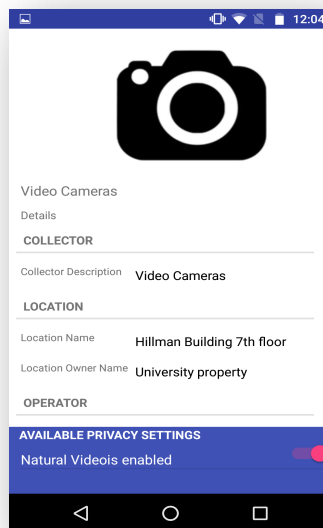 12:04
Video Cameras
Details
COLLECTOR
Collector Description Video Cameras
LOCATION
Location Name Hillman Building 7th floor
Location Owner Name University property
OPERATOR
AVAILABLE PRIVACY SETTINGS
Natural Videois enabled